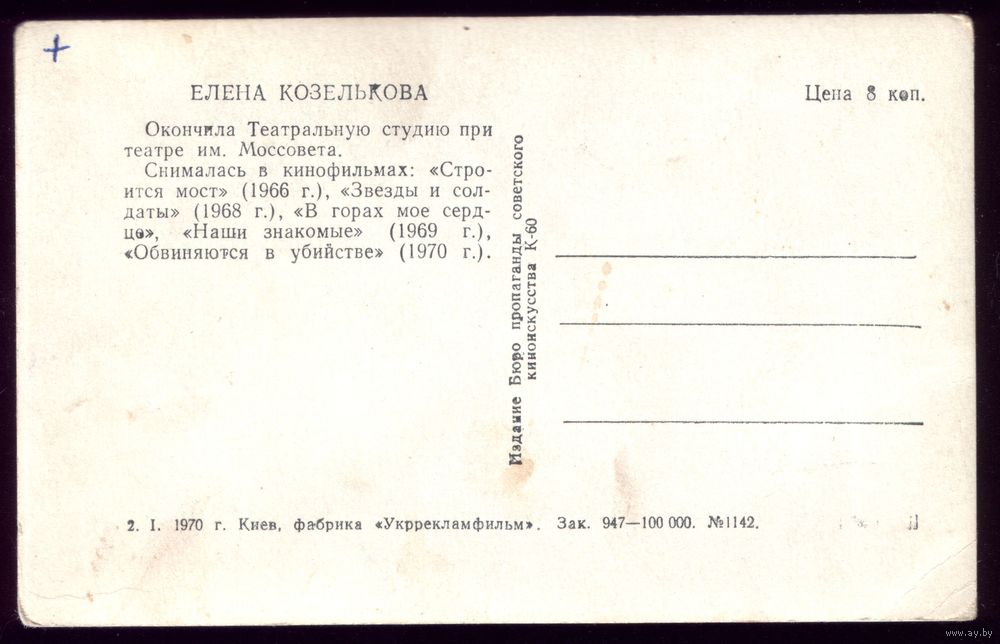 ЕЛЕНА КОЗЕЛЬКОВА
Цена 8 коп.
Окончила Театральную студию при
театре им. Моссовета.
Снималась в кинофильмах: «Стро-
ится мост» (1966 г.), «Звезды и сол-
даты» (1968 г.), «В горах мое серд-
це», «Наши знакомые» (1969 г.),
«Обвиняются в убийстве» (1970 г.).
Издание Бюро пропаганды советского
киноискусства К-60
2. I. 1970 г. Киев, фабрика «Укррекламфильм». Зак. 947—100 000. №1142.
www.ay.by